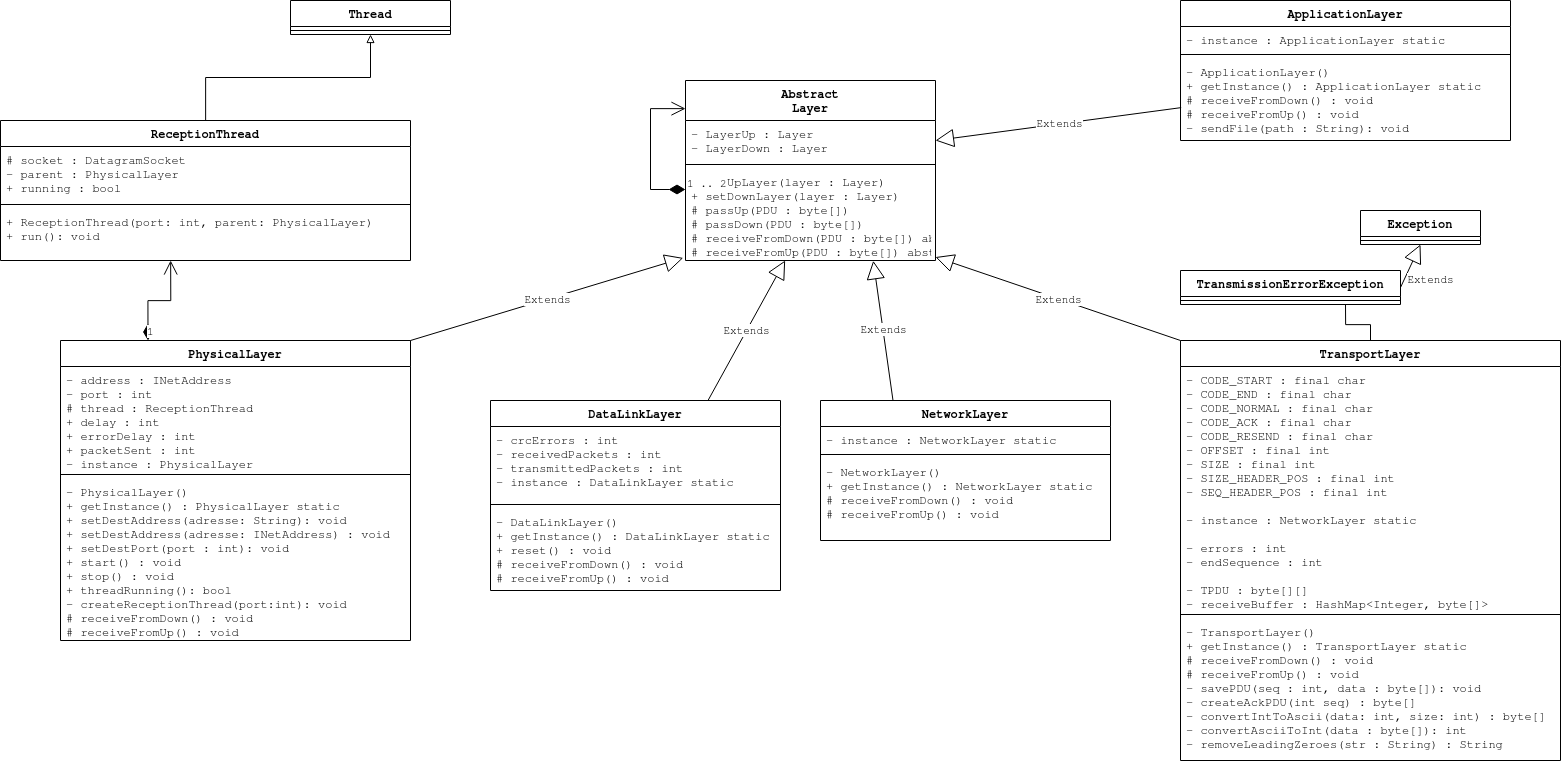 Thread
ReceptionThread
# socket : DatagramSocket
- parent : PhysicalLayer
+ running : bool
+ ReceptionThread(port: int, parent: PhysicalLayer)
+ run(): void
Abstract
Layer
- LayerUp : Layer
- LayerDown : Layer
1 .. 2UpLayer(layer : Layer)
+ setDownLayer(layer : Layer)
# passUp(PDU : byte[])
# passDown(PDU : byte[])
# receiveFromDown(PDU : byte[]) ab
# receiveFromUp(PDU : byte[]) abst
ApplicationLayer
- instance : ApplicationLayer static
- ApplicationLayer()
+ getInstance() : ApplicationLayer static
# receiveFromDown() : void
# receiveFromUp() : void
- sendFile(path : String): void
Extends
Exception
TransmissionErrorException
Extends
Extends
Extends
Extends
Extends
1
PhysicalLayer
- address : INetAddress
- port : int
# thread : ReceptionThread
+ delay : int
+ errorDelay : int
+ packetSent : int
- instance : PhysicalLayer
- PhysicalLayer()
+ getInstance() : PhysicalLayer static
+ setDestAddress(adresse: String): void
+ setDestAddress(adresse: INetAddress) : void
+ setDestPort(port : int): void
+ start() : void
+ stop() : void
+ threadRunning(): bool
- createReceptionThread(port:int): void
# receiveFromDown() : void
# receiveFromUp() : void
DataLinkLayer
- crcErrors : int
- receivedPackets : int
- transmittedPackets : int
- instance : DataLinkLayer static
- DataLinkLayer()
+ getInstance() : DataLinkLayer static
+ reset() : void
# receiveFromDown() : void
# receiveFromUp() : void
NetworkLayer
- instance : NetworkLayer static
- NetworkLayer()
+ getInstance() : NetworkLayer static
# receiveFromDown() : void
# receiveFromUp() : void
TransportLayer
- CODE_START : final char
- CODE_END : final char
- CODE_NORMAL : final char
- CODE_ACK : final char
- CODE_RESEND : final char
- OFFSET : final int
- SIZE : final int
- SIZE_HEADER_POS : final int
- SEQ_HEADER_POS : final int
- instance : NetworkLayer static
- errors : int
- endSequence : int
- TPDU : byte[][]
- receiveBuffer : HashMap<Integer, byte[]>
- TransportLayer()
+ getInstance() : TransportLayer static
# receiveFromDown() : void
# receiveFromUp() : void
- savePDU(seq : int, data : byte[]): void
- createAckPDU(int seq) : byte[]
- convertIntToAscii(data: int, size: int) : byte[]
- convertAsciiToInt(data : byte[]): int
- removeLeadingZeroes(str : String) : String